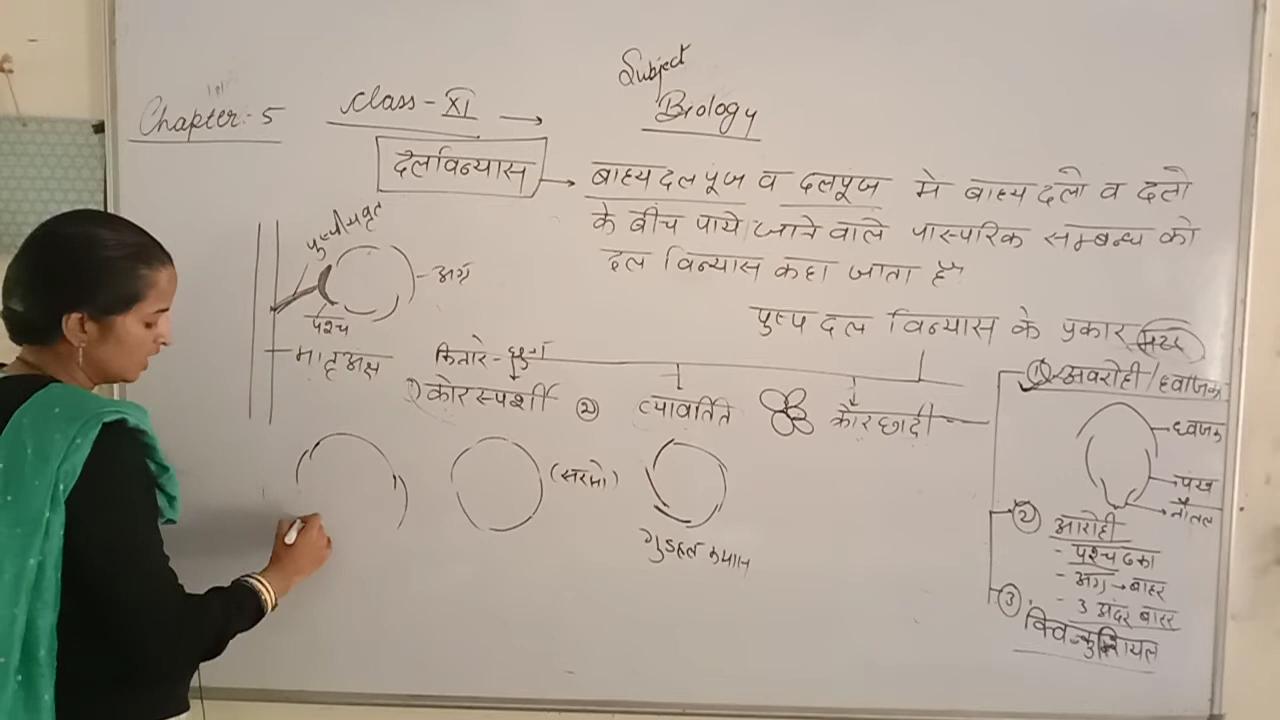 Subject
Chapter-5 Class-XI → Biology
दलविन्यास → बाह्यदलपूंज व दलपूंज मे बाह्य दलो व दलो
के बीच पाये जाने वाले पारस्परिक सम्बन्ध को
दल विन्यास कहा जाता है
पुष्प दल विन्यास के प्रकार
पुष्पीयवृत
अग्र
पश्च
मातृअक्ष
किनारे-छुए
1) कोरस्पर्शी ② व्यावर्तित कोरछादी
(सरसो)
गुडहल कपास
① अवरोही/ध्वजक
ध्वजक
पंख
नौतल
② आरोही
- पश्च ढका
- अग्र → बाहर
- 3 अंदर बाहर
③